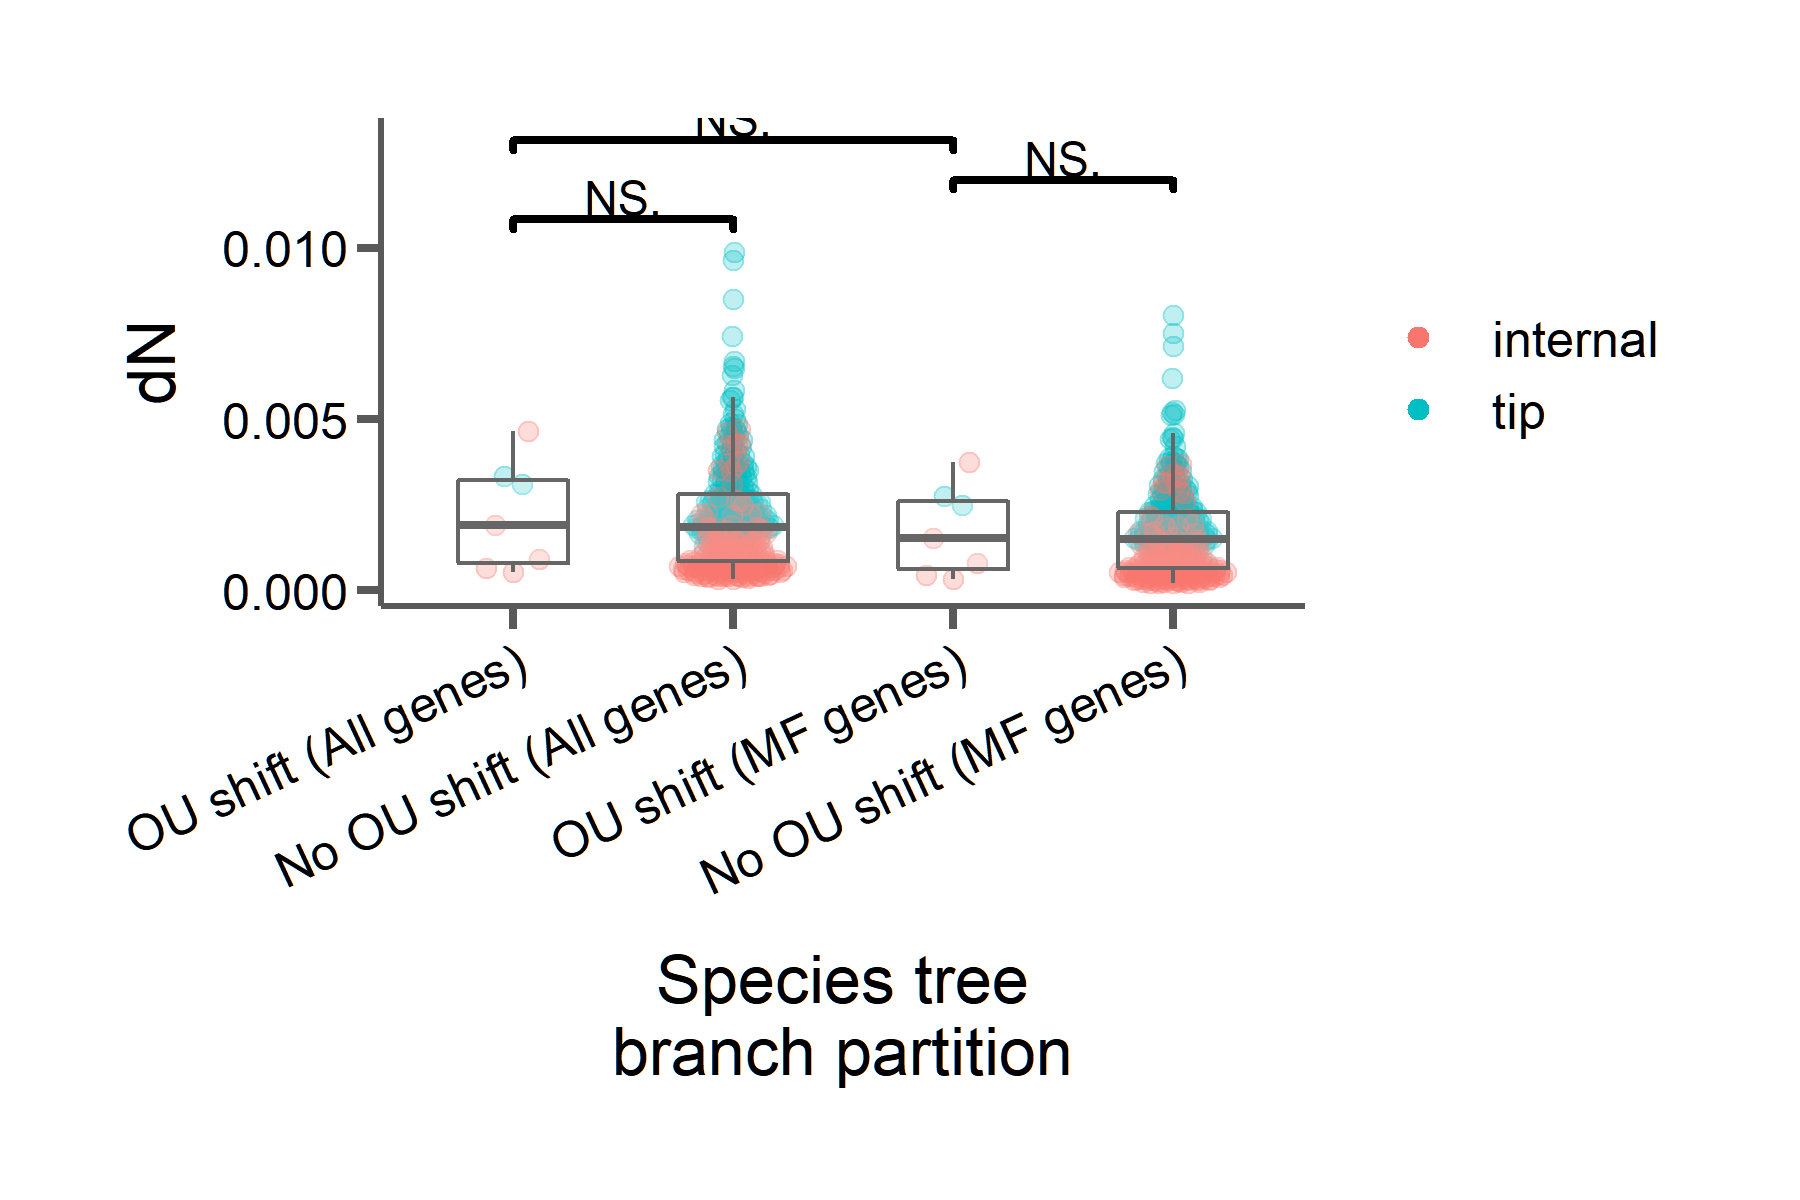 NS.
NS.
NS.
0.010
0.005
0.000
dN
internal
tip
OU shift (All genes)
No OU shift (All genes)
OU shift (MF genes)
No OU shift (MF genes)
Species tree
branch partition